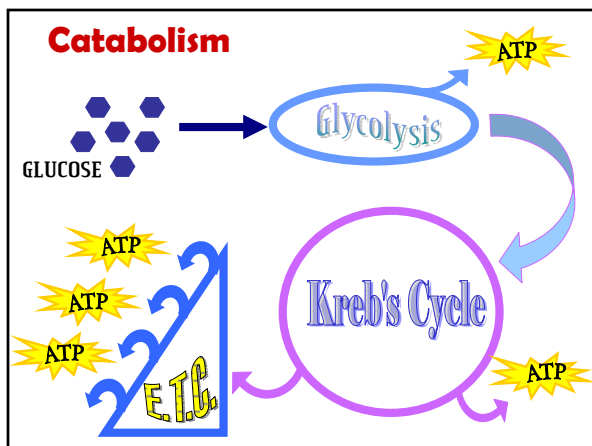 Catabolism
ATP
Glycolysis
GLUCOSE
Kreb's Cycle
ATP
ATP
ATP
E.T.C.
ATP